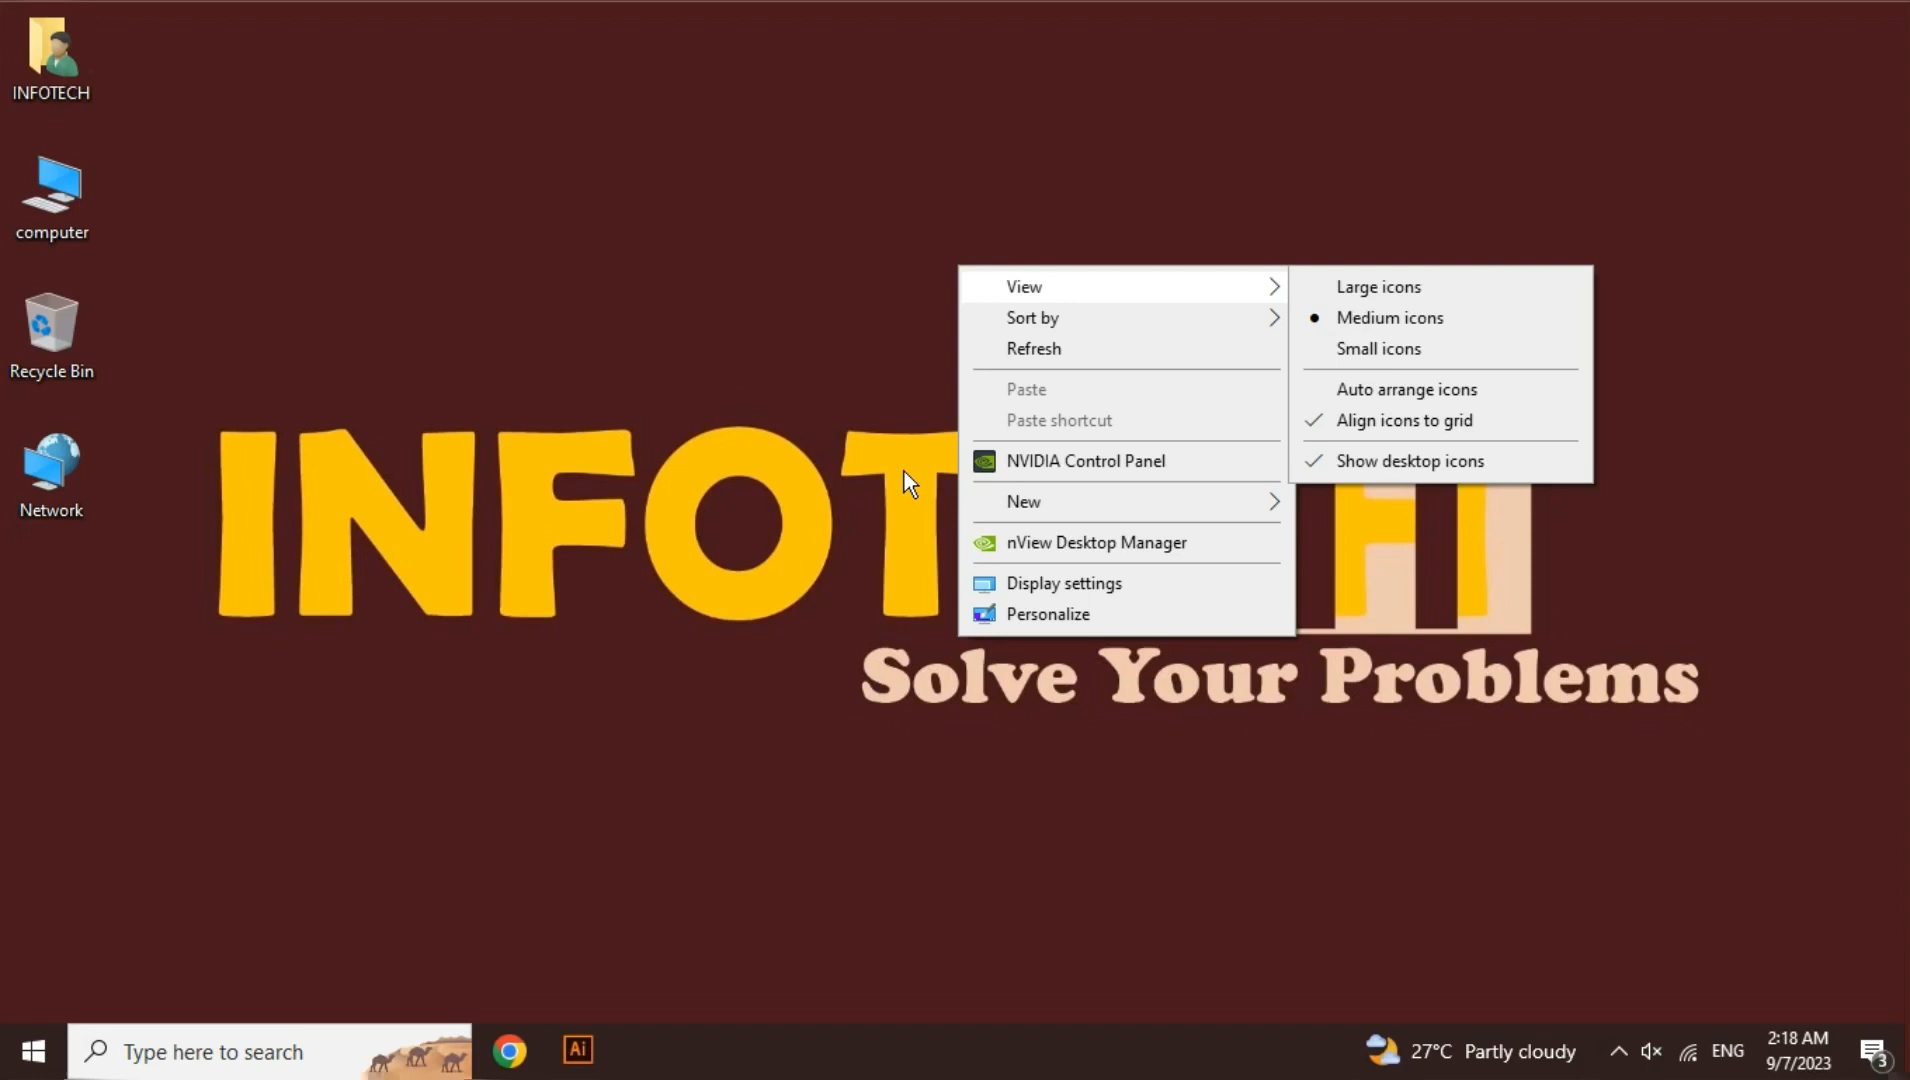 INFOTECH
computer
Recycle Bin
Network
View
Sort by
Refresh
Paste
Paste shortcut
NVIDIA Control Panel
New
nView Desktop Manager
Display settings
Personalize
Large icons
Medium icons
Small icons
Auto arrange icons
Align icons to grid
Show desktop icons
INFOT
Solve Your Problems
Type here to search
Ai
27°C Partly cloudy
ENG
2:18 AM
9/7/2023
3